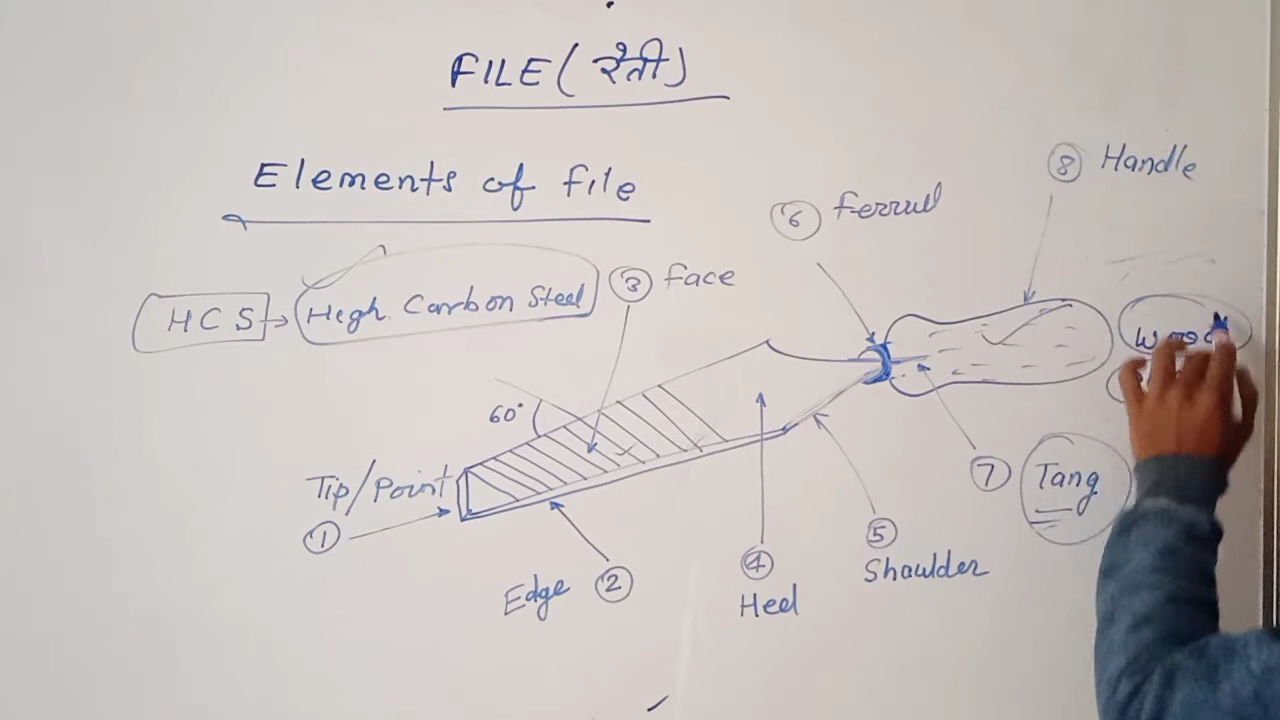 FILE (रेती)
Elements of file
HCS → High Carbon Steel
③ Face
⑥ Ferrul
⑧ Handle
60°
Tip/Point
①
Edge ②
④
Heel
⑤
Shoulder
⑦ Tang